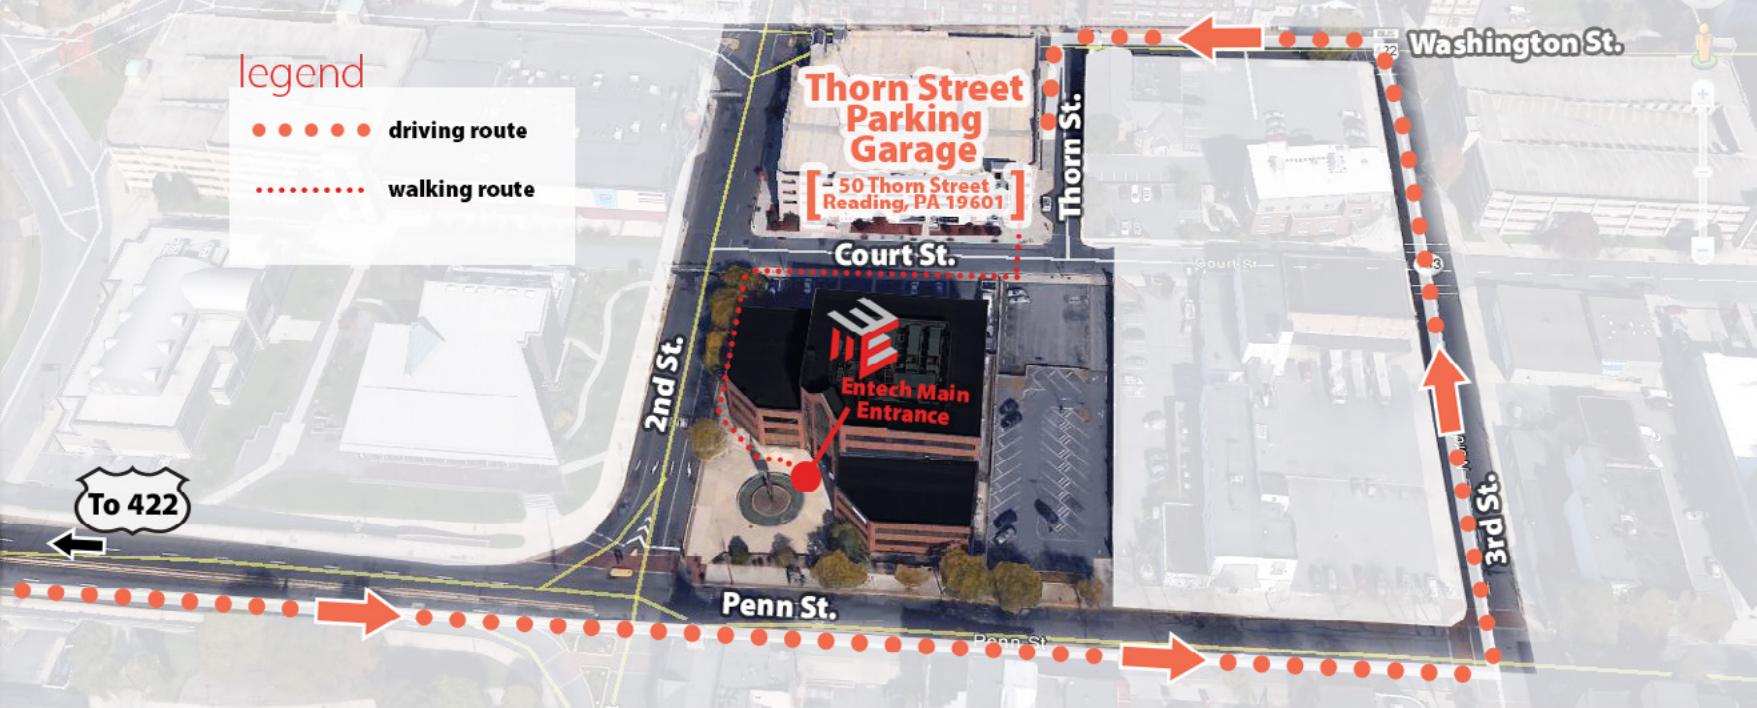 legend
driving route
walking route
Washington St.
BUS
Thorn Street
Parking
Garage
50 Thorn Street
Reading, PA 19601
Thorn St.
Court St.
Court St
Entech Main
Entrance
2nd St.
To 422
3rd St.
Penn St.
Penn St